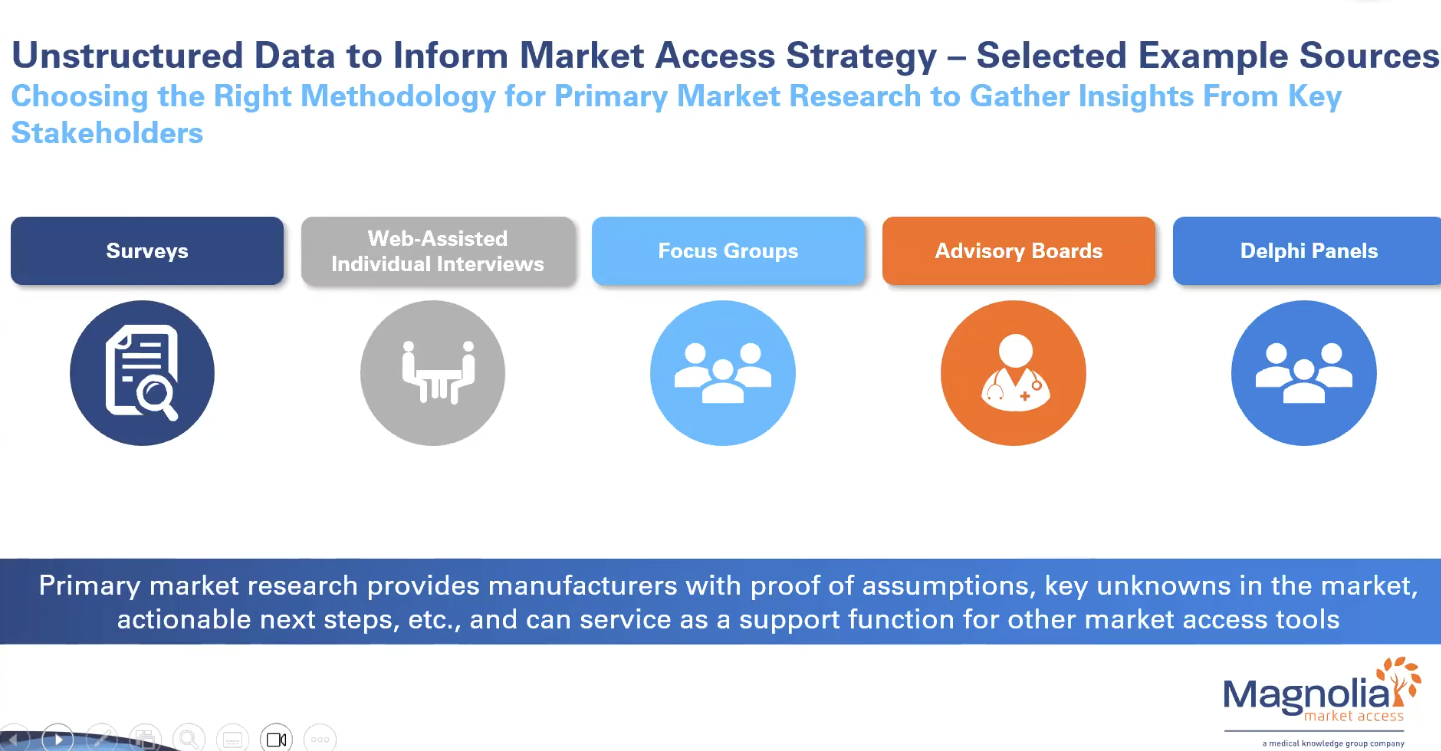 Unstructured Data to Inform Market Access Strategy – Selected Example Sources
Choosing the Right Methodology for Primary Market Research to Gather Insights From Key
Stakeholders
Surveys
Web-Assisted
Individual Interviews
Focus Groups
Advisory Boards
Delphi Panels
Primary market research provides manufacturers with proof of assumptions, key unknowns in the market,
actionable next steps, etc., and can service as a support function for other market access tools
Magnolia
market access
a medical knowledge group company